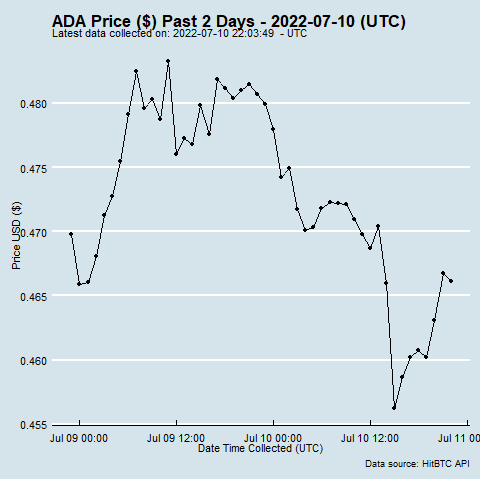 ADA Price ($) Past 2 Days - 2022-07-10 (UTC)
Latest data collected on: 2022-07-10 22:03:49 - UTC
0.480
0.475
0.470
0.465
0.460
0.455
Price USD ($)
Jul 09 00:00 Jul 09 12:00 Jul 10 00:00 Jul 10 12:00 Jul 11 00:00
Date Time Collected (UTC)
Data source: HitBTC API